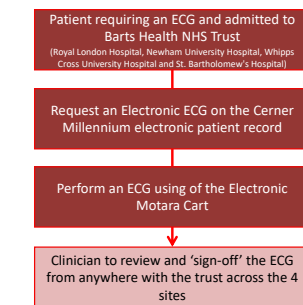 Patient requiring an ECG and admitted to
Barts Health NHS Trust
(Royal London Hospital, Newham University Hospital, Whipps
Cross University Hospital and St. Bartholomew's Hospital)
Request an Electronic ECG on the Cerner
Millennium electronic patient record
Perform an ECG using of the Electronic
Motara Cart
Clinician to review and 'sign-off' the ECG
from anywhere with the trust across the 4
sites